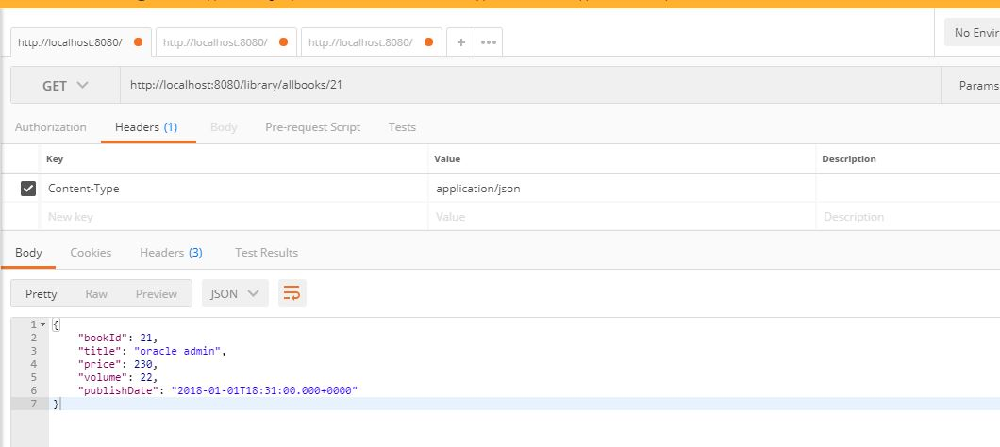 http://localhost:8080/ http://localhost:8080/ http://localhost:8080/ + ••• No Envir
GET http://localhost:8080/library/allbooks/21 Params
Authorization Headers (1) Body Pre-request Script Tests
Key Value Description
Content-Type application/json
New key Value Description
Body Cookies Headers (3) Test Results
Pretty Raw Preview JSON
1 {
2 "bookId": 21,
3 "title": "oracle admin",
4 "price": 230,
5 "volume": 22,
6 "publishDate": "2018-01-01T18:31:00.000+0000"
7 }